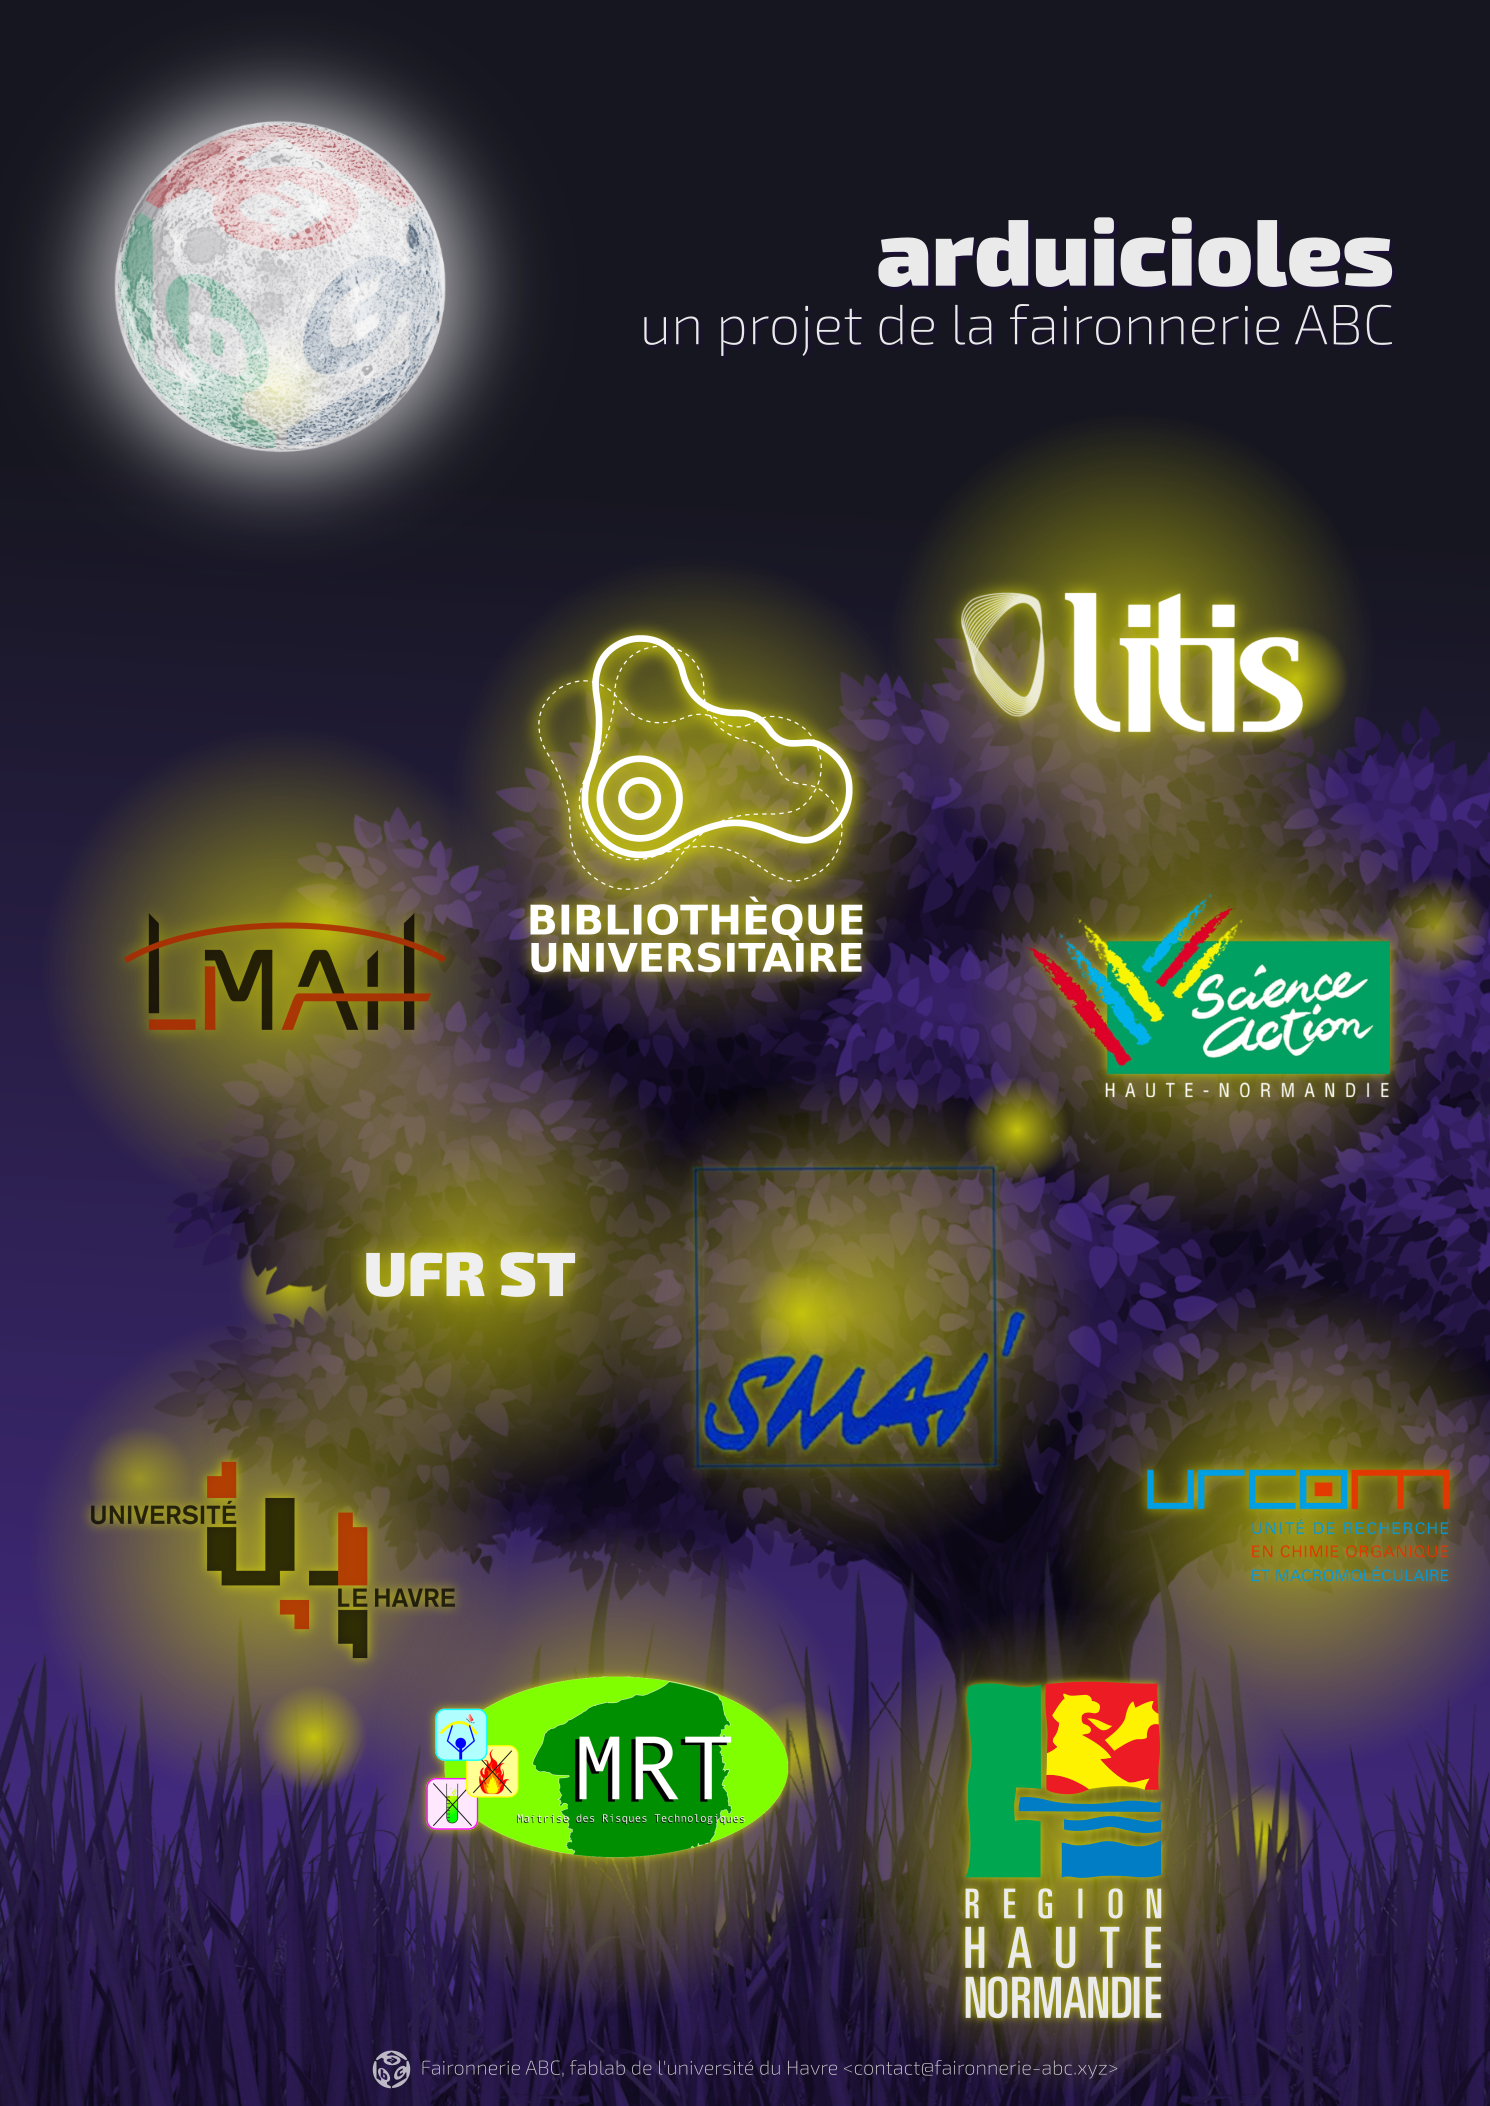 a
b
c
arduicioles
un projet de la faironnerie ABC
litis
BIBLIOTHÈQUE
UNIVERSITAIRE
LMAH
Science
action
HAUTE-NORMANDIE
UFR ST
SMAI
urcom
UNITÉ DE RECHERCHE
EN CHIMIE ORGANIQUE
ET MACROMOLÉCULAIRE
UNIVERSITÉ
LE HAVRE
MRT
Maitrise des Risques Technologiques
REGION
HAUTE
NORMANDIE
Faironnerie ABC, fablab de l'université du Havre <contact@faironnerie-abc.xyz>